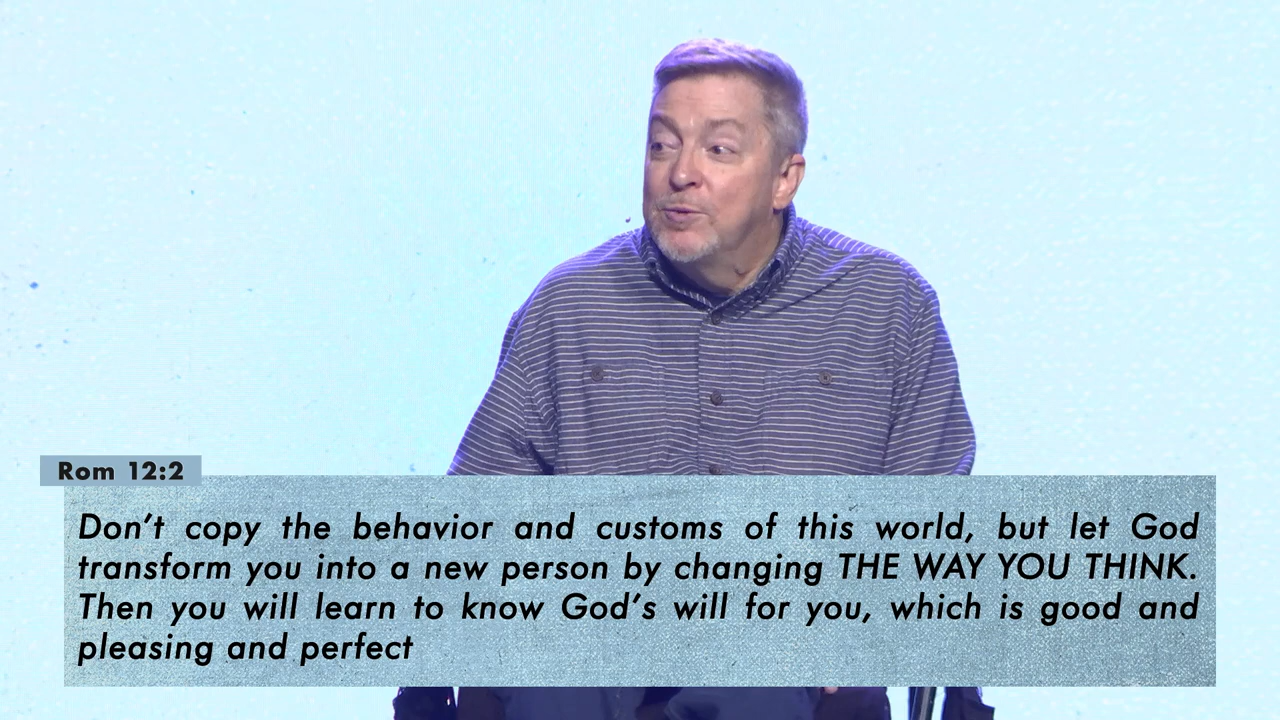 Rom 12:2
Don't copy the behavior and customs of this world, but let God
transform you into a new person by changing THE WAY YOU THINK.
Then you will learn to know God's will for you, which is good and
pleasing and perfect